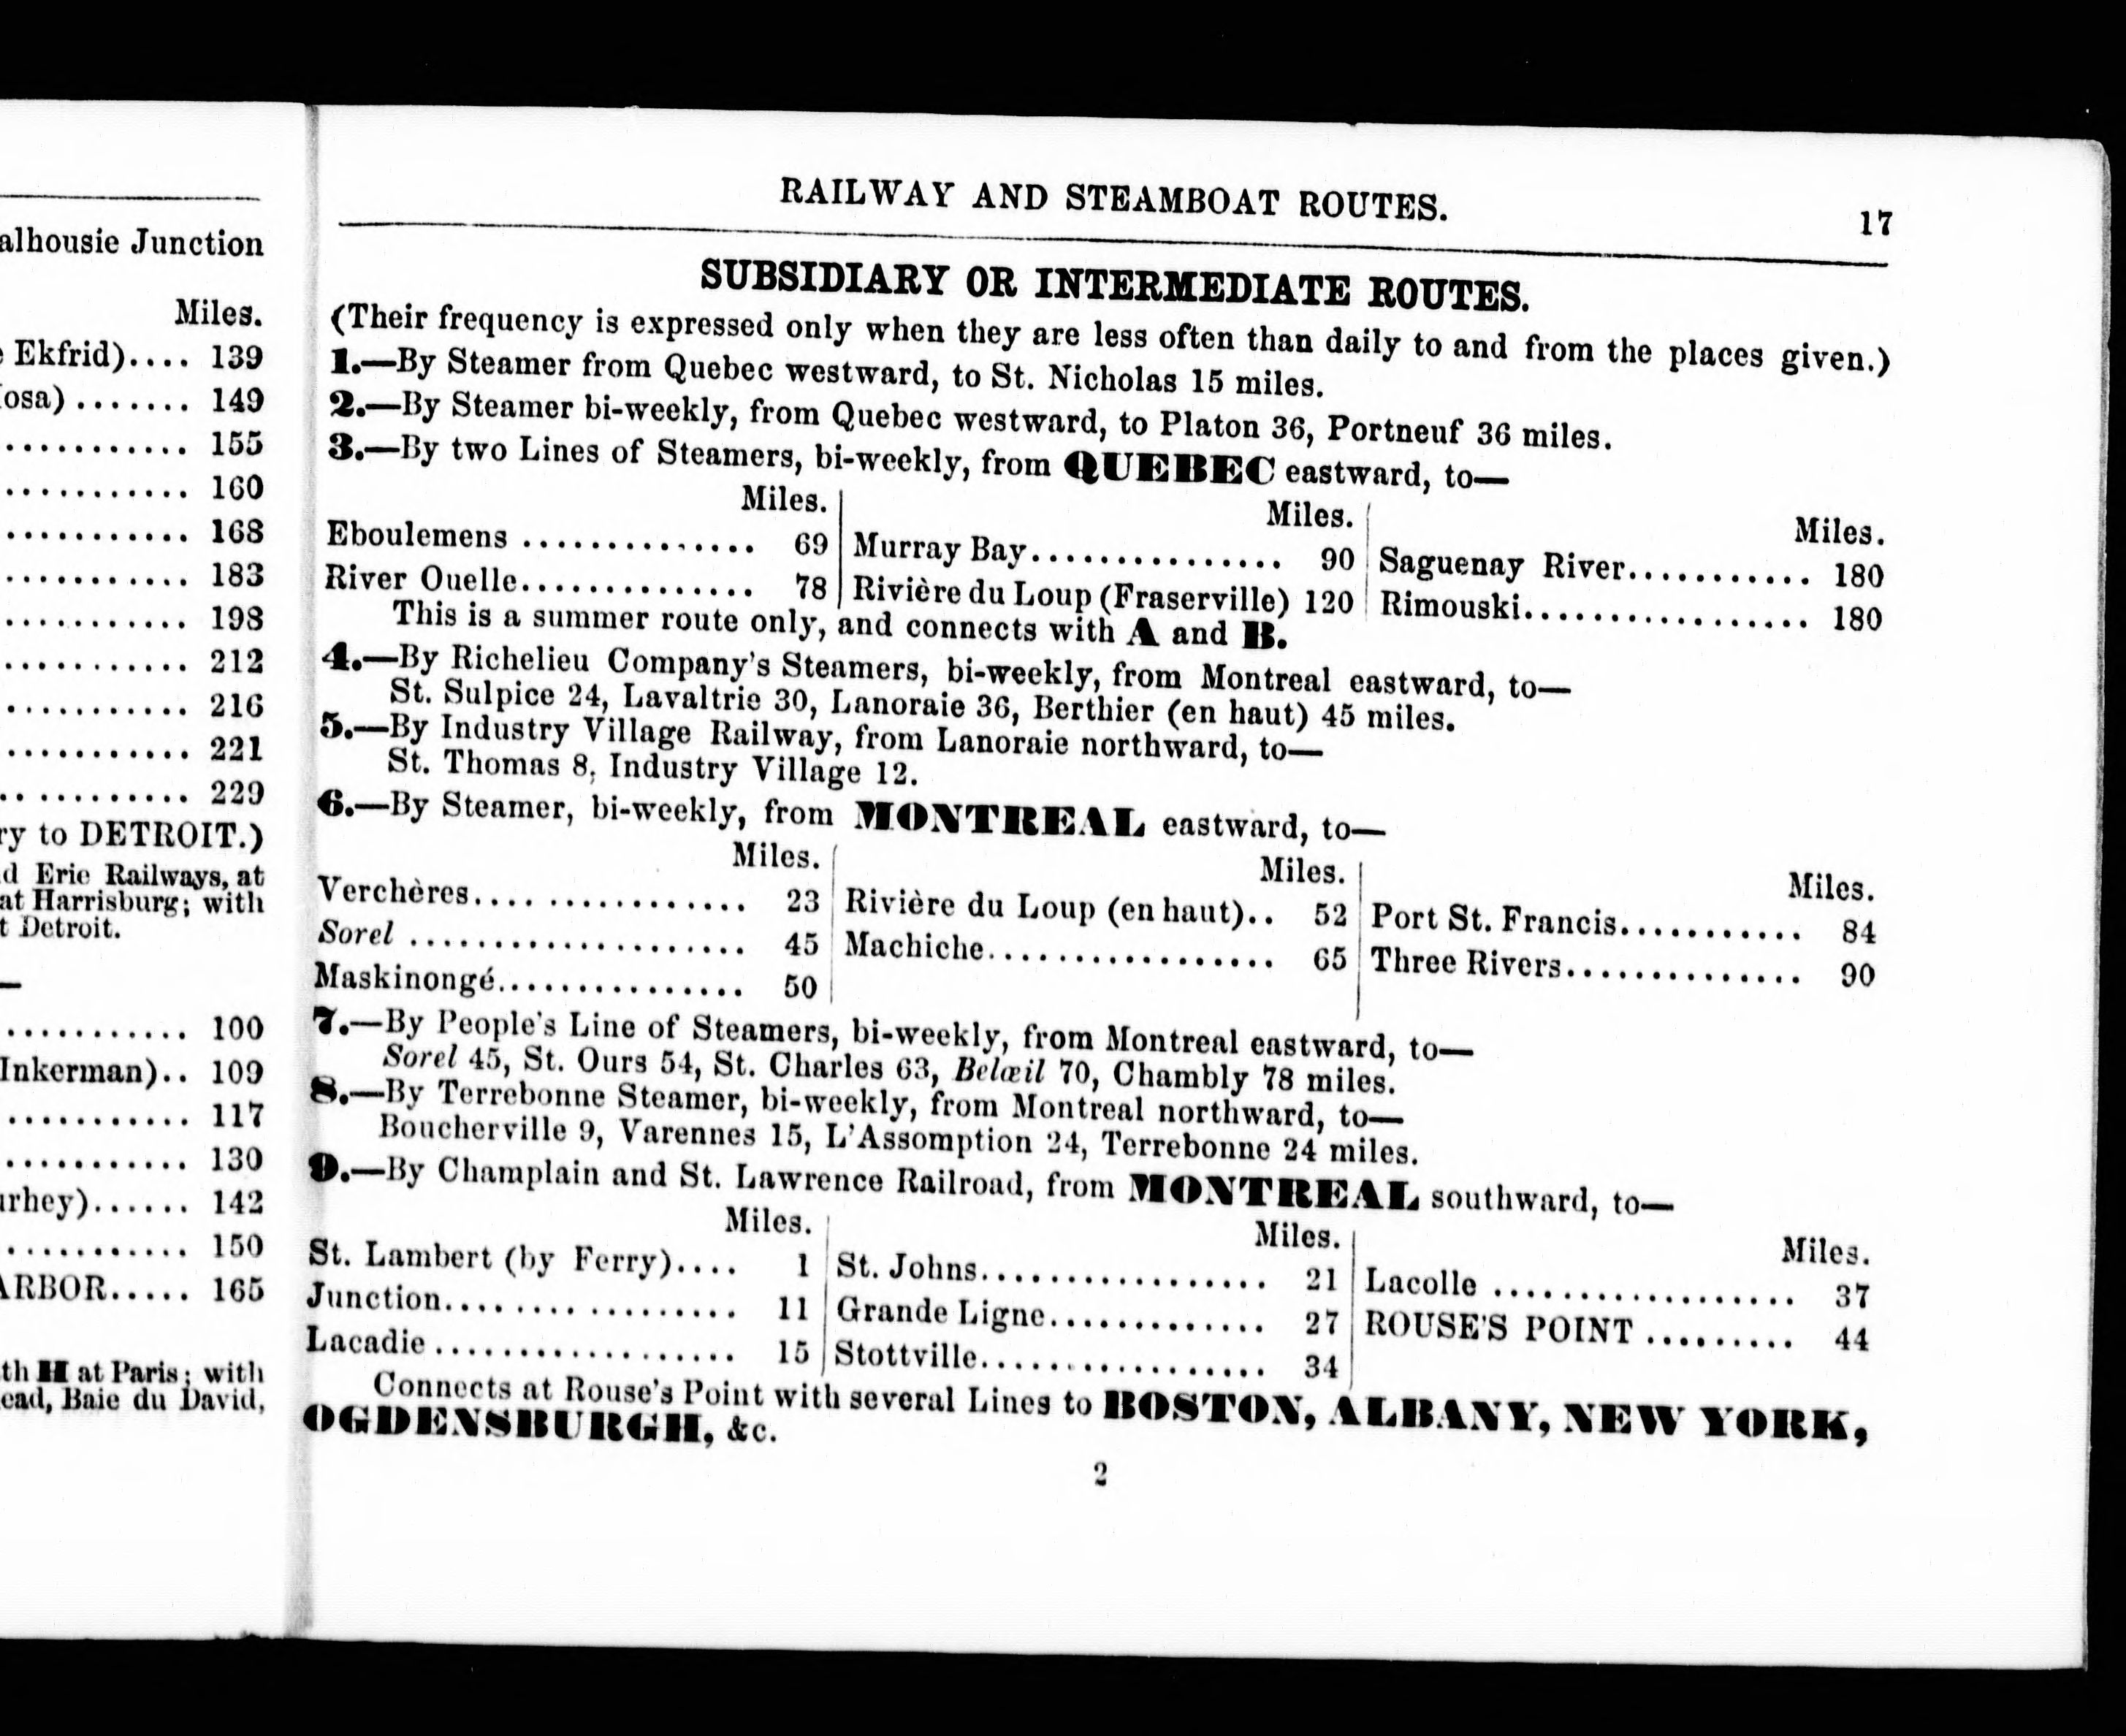 alhousie Junction
Miles.
Ekfrid).... 139
osa) ....... 149
........... 155
........... 160
........... 168
........... 183
........... 198
........... 212
........... 216
........... 221
........... 229
ry to DETROIT.)
d Erie Railways, at
at Harrisburg; with
t Detroit.
—
........... 100
Inkerman).. 109
........... 117
........... 130
urhey)...... 142
........... 150
ARBOR..... 165
th H at Paris; with
ead, Baie du David,
RAILWAY AND STEAMBOAT ROUTES. 17
SUBSIDIARY OR INTERMEDIATE ROUTES.
(Their frequency is expressed only when they are less often than daily to and from the places given.)
1.—By Steamer from Quebec westward, to St. Nicholas 15 miles.
2.—By Steamer bi-weekly, from Quebec westward, to Platon 36, Portneuf 36 miles.
3.—By two Lines of Steamers, bi-weekly, from QUEBEC eastward, to—
Miles. Miles. Miles.
Eboulemens .............. 69 Murray Bay............... 90 Saguenay River........... 180
River Ouelle.............. 78 Rivière du Loup (Fraserville) 120 Rimouski................. 180
This is a summer route only, and connects with A and B.
4.—By Richelieu Company's Steamers, bi-weekly, from Montreal eastward, to—
St. Sulpice 24, Lavaltrie 30, Lanoraie 36, Berthier (en haut) 45 miles.
5.—By Industry Village Railway, from Lanoraie northward, to—
St. Thomas 8, Industry Village 12.
6.—By Steamer, bi-weekly, from MONTREAL eastward, to—
Miles. Miles. Miles.
Verchères................ 23 Rivière du Loup (en haut).. 52 Port St. Francis........... 84
Sorel .................... 45 Machiche................. 65 Three Rivers.............. 90
Maskinongé............... 50
7.—By People's Line of Steamers, bi-weekly, from Montreal eastward, to—
Sorel 45, St. Ours 54, St. Charles 63, Belœil 70, Chambly 78 miles.
8.—By Terrebonne Steamer, bi-weekly, from Montreal northward, to—
Boucherville 9, Varennes 15, L'Assomption 24, Terrebonne 24 miles.
9.—By Champlain and St. Lawrence Railroad, from MONTREAL southward, to—
Miles. Miles. Miles.
St. Lambert (by Ferry).... 1 St. Johns................. 21 Lacolle .................. 37
Junction................. 11 Grande Ligne............. 27 ROUSE'S POINT ......... 44
Lacadie .................. 15 Stottville................. 34
Connects at Rouse's Point with several Lines to BOSTON, ALBANY, NEW YORK,
OGDENSBURGH, &c.
2